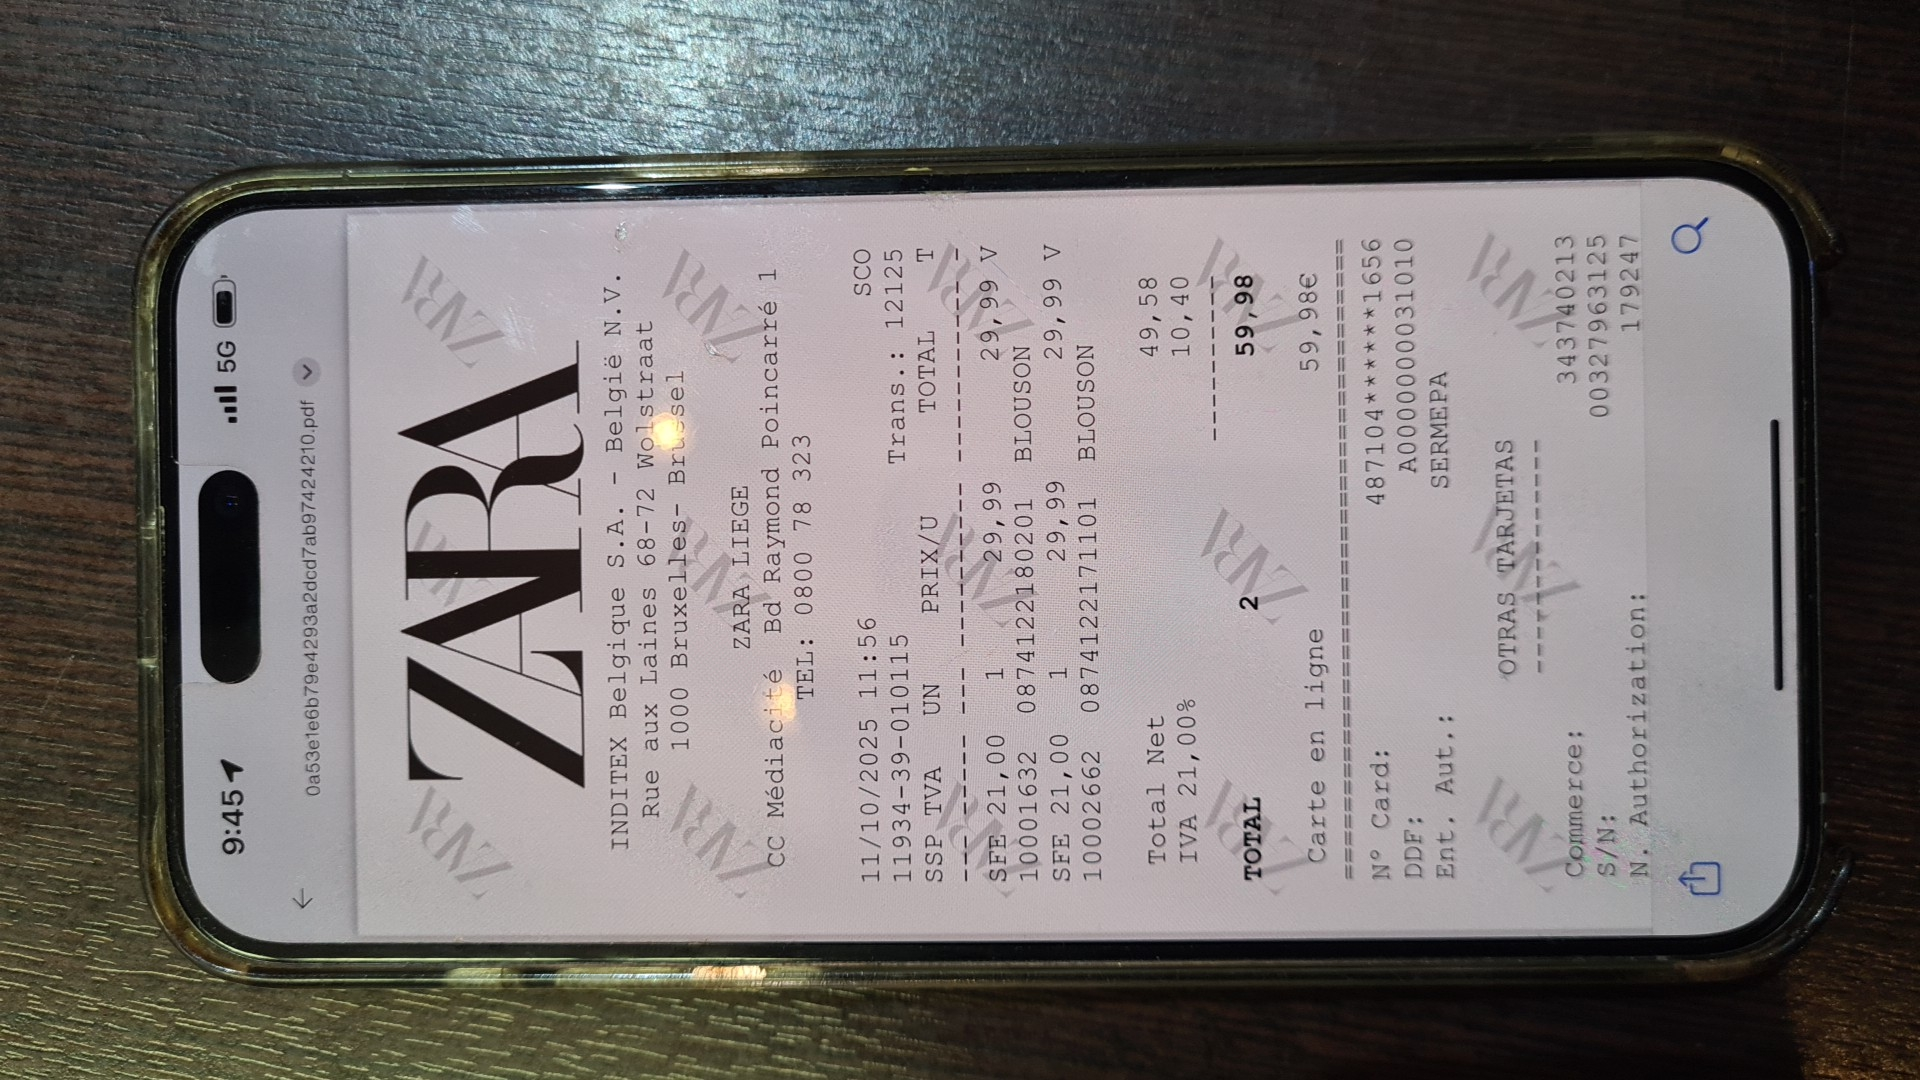 9:45
5G
0a53e1e6b79e4293a2dcd7ab97424210.pdf
ZARA
INDITEX Belgique S.A. - België N.V.
Rue aux Laines 68-72 Wolstraat
1000 Bruxelles- Brussel
ZARA LIEGE
CC Médiacité Bd Raymond Poincarré 1
TEL: 0800 78 323
11/10/2025 11:56 SCO
11934-39-010115 Trans.: 12125
SSP TVA UN PRIX/U TOTAL T
SFE 21,00 1 29,99 29,99 V
10001632 08741221180201 BLOUSON
SFE 21,00 1 29,99 29,99 V
10002662 08741221711101 BLOUSON
Total Net 49,58
IVA 21,00% 10,40
TOTAL 2 59,98
Carte en ligne 59,98€
N° Card: 487104******1656
DDF: A0000000031010
Ent. Aut.: SERMEPA
OTRAS TARJETAS
Commerce: 343740213
S/N: 00327963125
N. Authorization: 179247